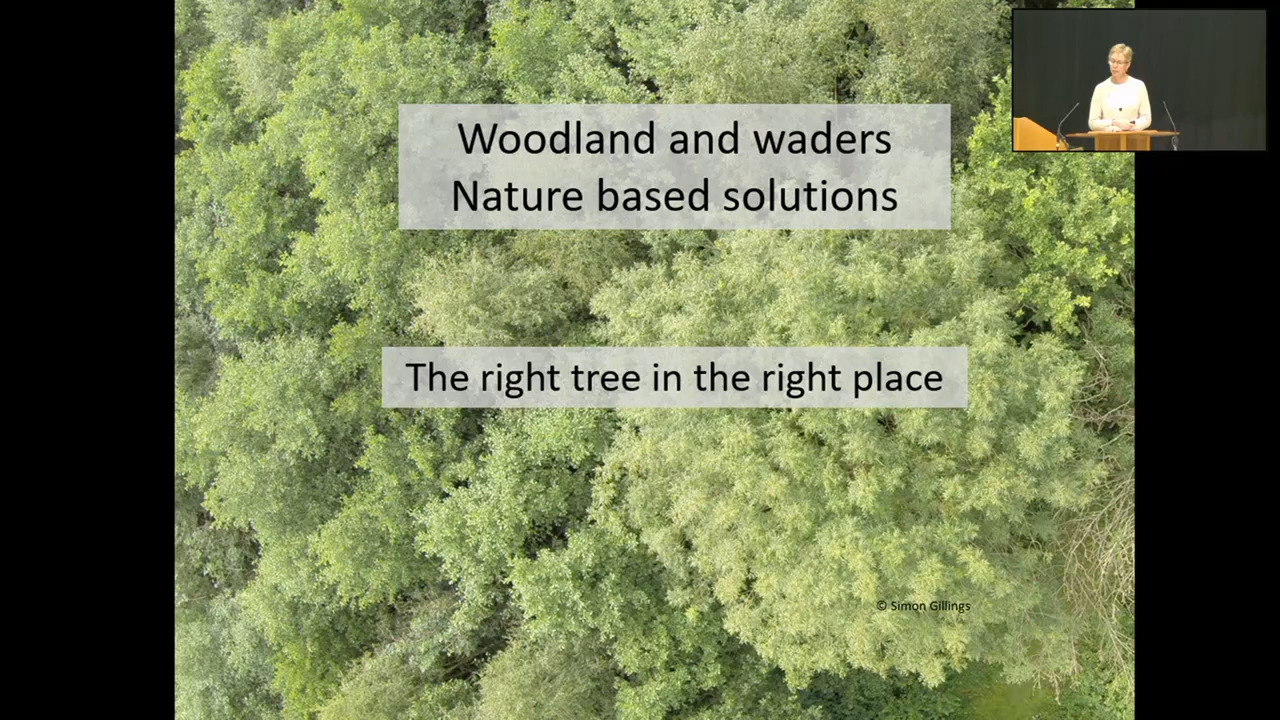 Woodland and waders
Nature based solutions
The right tree in the right place
© Simon Gillings